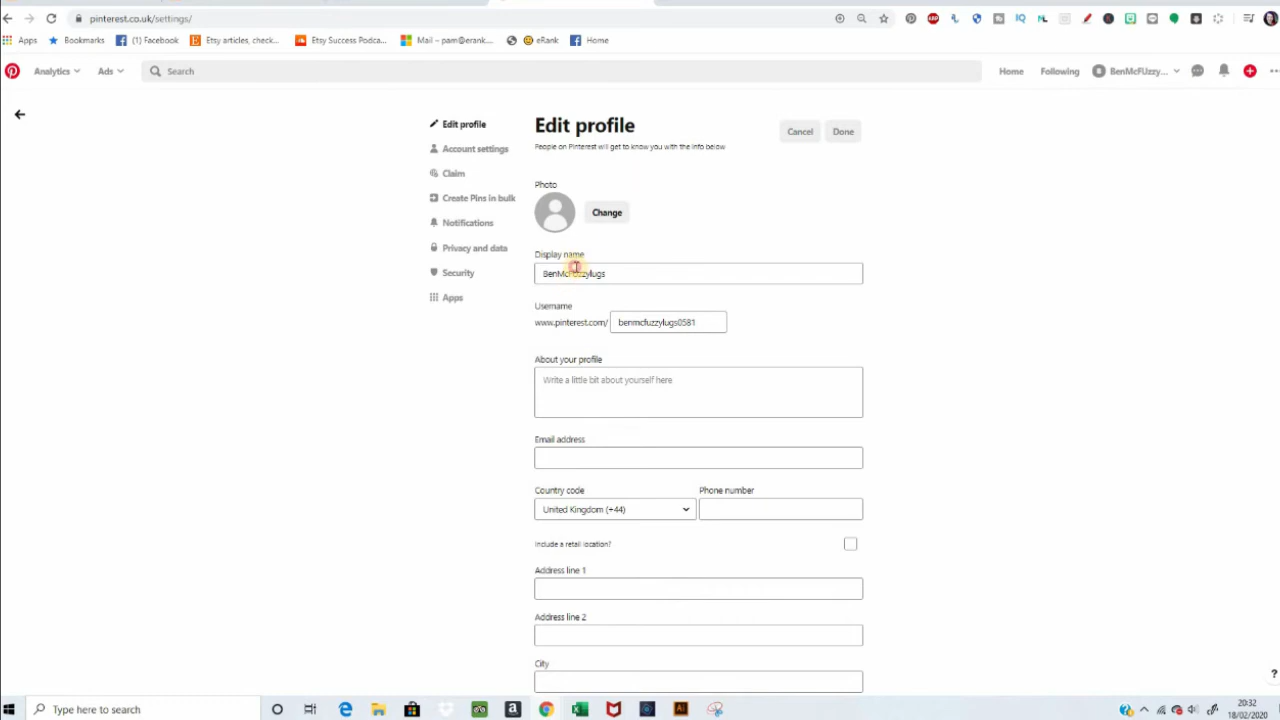 pinterest.co.uk/settings/
Apps Bookmarks (1) Facebook Etsy articles, check... Etsy Success Podca... Mail – pam@erank.... eRank Home
Analytics Ads Search Home Following BenMcFUzzy...
Edit profile
Account settings
Claim
Create Pins in bulk
Notifications
Privacy and data
Security
Apps
Edit profile
Cancel Done
People on Pinterest will get to know you with the info below
Photo
Change
Display name
BenMcFuzzylugs
Username
www.pinterest.com/ benmcfuzzylugs0581
About your profile
Write a little bit about yourself here
Email address
Country code Phone number
United Kingdom (+44)
Include a retail location?
Address line 1
Address line 2
City
?
Type here to search
20:32
18/02/2020